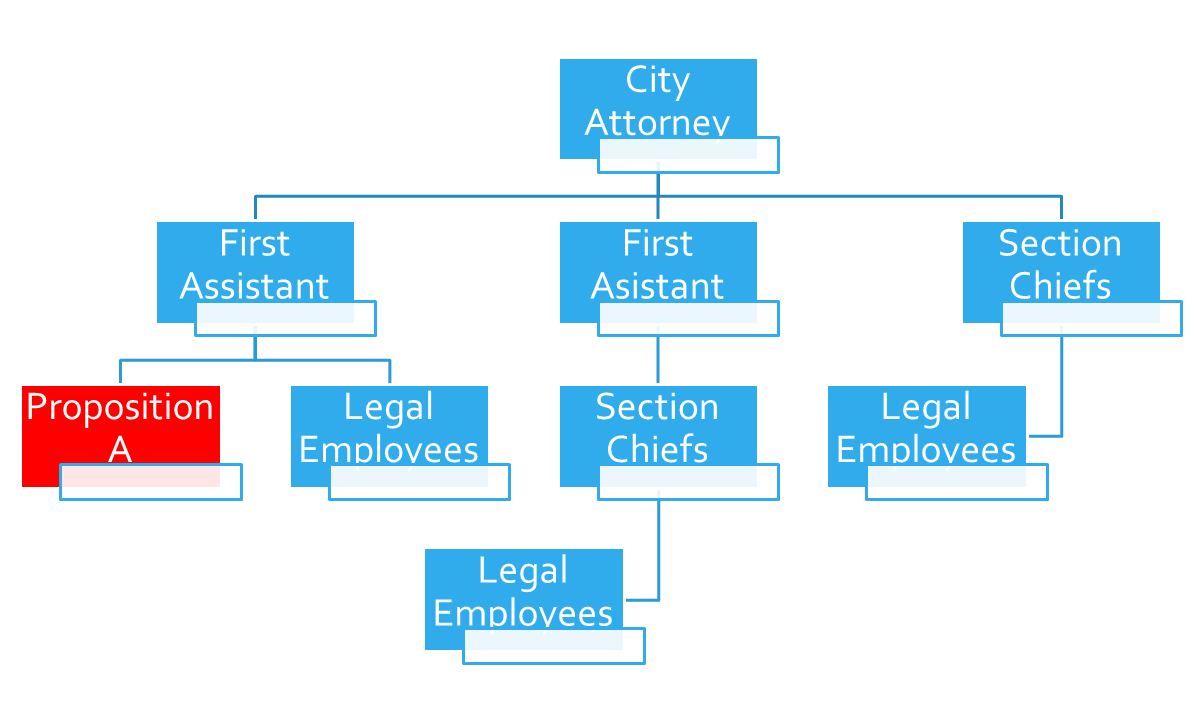 City
Attorney
First
Assistant
First
Asistant
Section
Chiefs
Proposition
A
Legal
Employees
Section
Chiefs
Legal
Employees
Legal
Employees